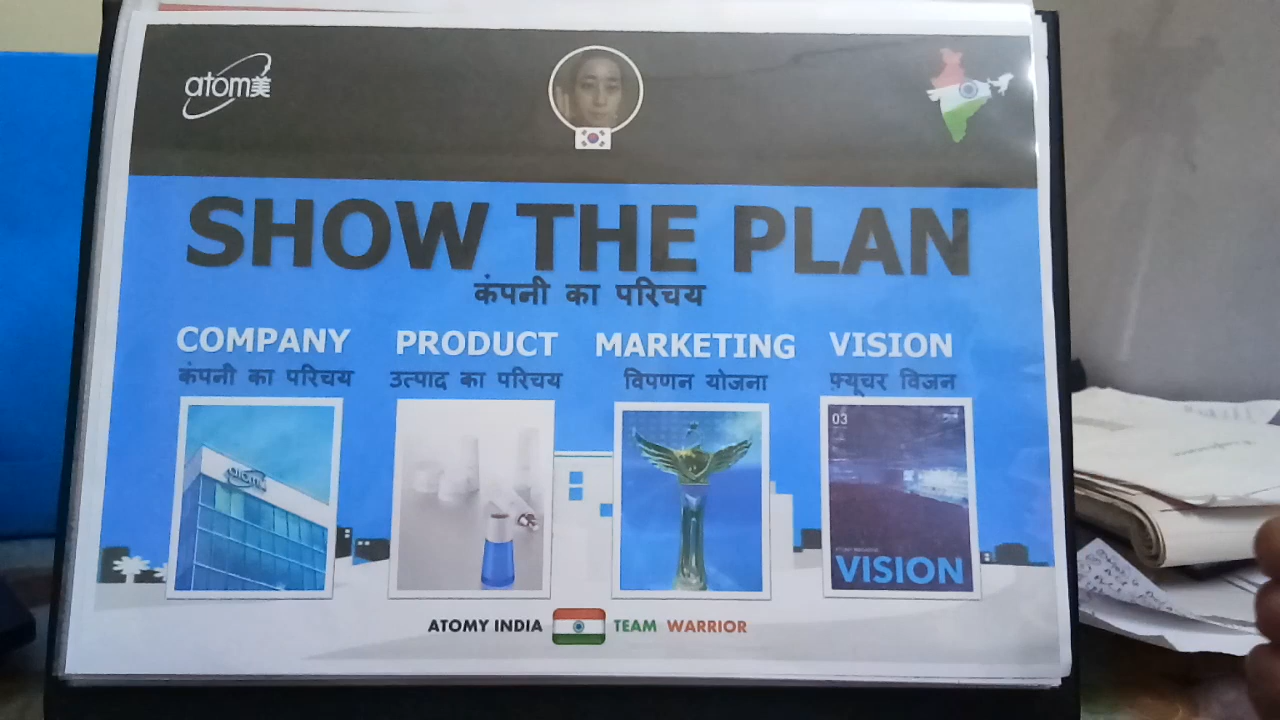 atom美
SHOW THE PLAN
कंपनी का परिचय
COMPANY PRODUCT MARKETING VISION
कंपनी का परिचय उत्पाद का परिचय विपणन योजना फ़्यूचर विजन
03
atomi
VISION
ATOMY INDIA TEAM WARRIOR